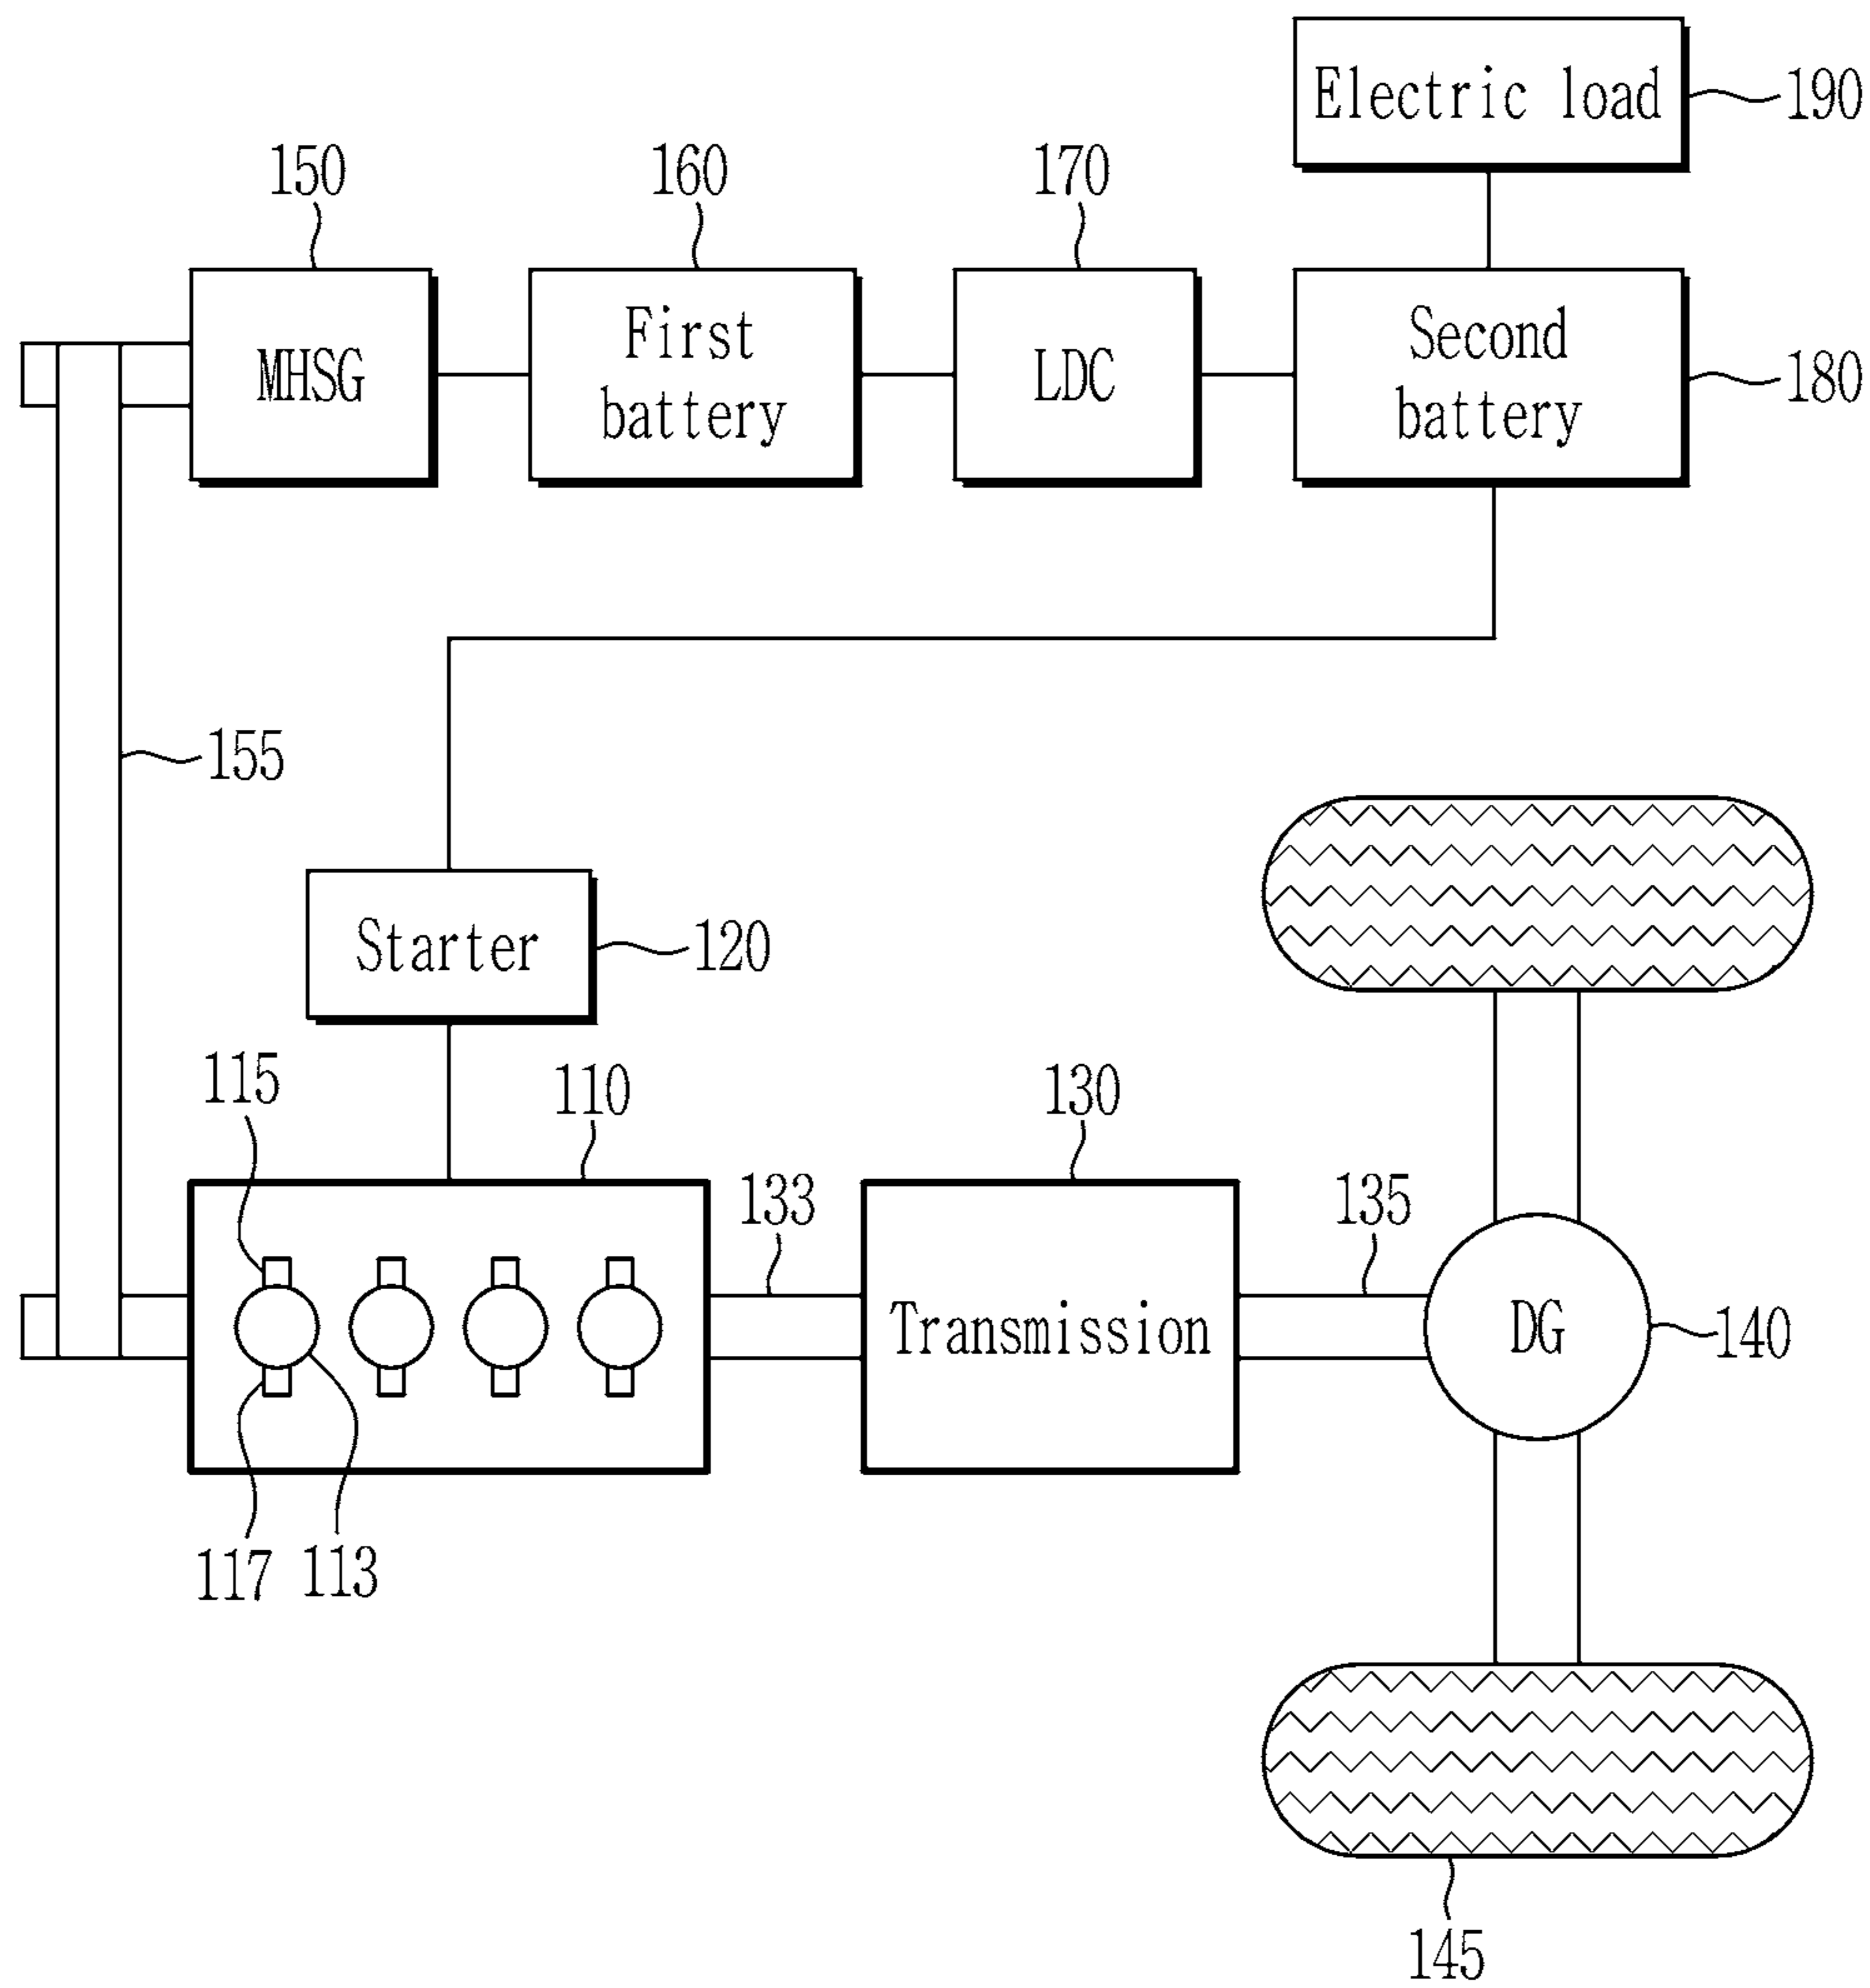 Electric load
190
150
160
170
MHSG
First
battery
LDC
Second
battery
180
155
Starter
120
115
110
130
133
135
Transmission
DG
140
117
113
145